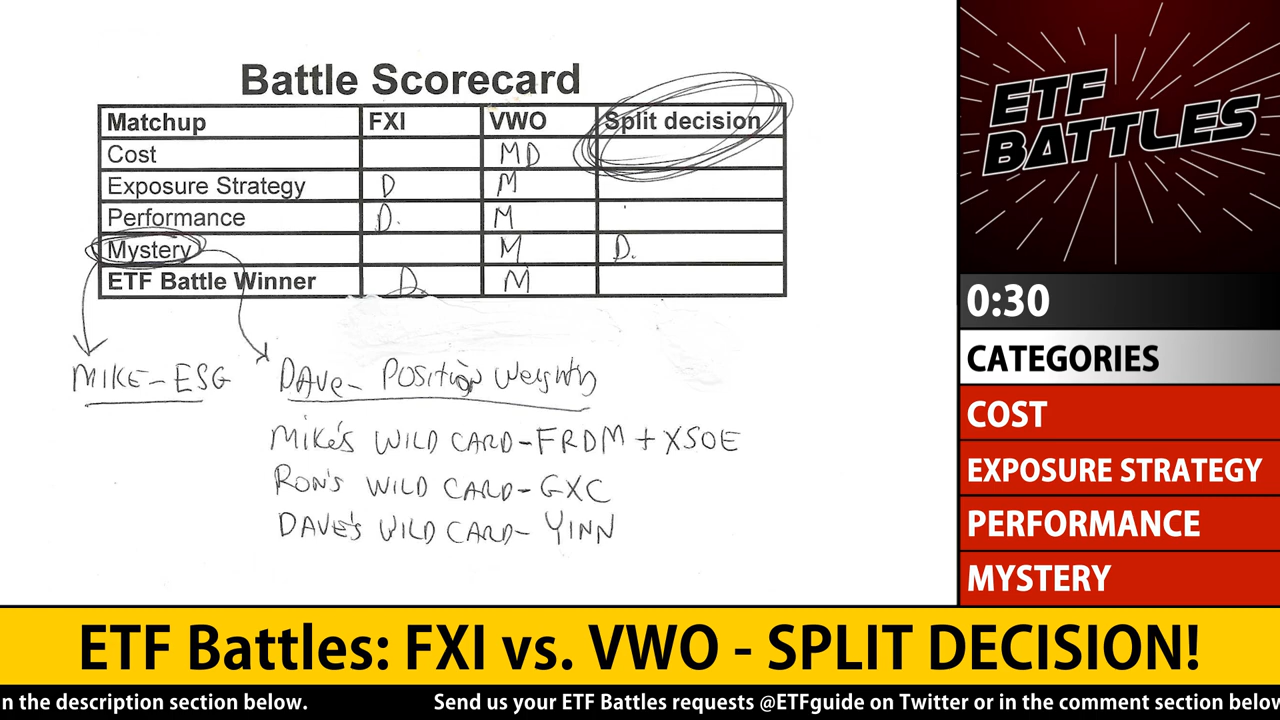 Battle Scorecard
Matchup FXI VWO Split decision
Cost M D
Exposure Strategy D M
Performance D. M
Mystery M D.
ETF Battle Winner D. M
MIKE-ESG DAVe- POSition Weighting
MIKe's WILD CARD-FRDM + XSOE
RON'S WILD CARD-GXC
DAVE'S WILD CARD- YINN
ETF BATTLES
0:30
CATEGORIES
COST
EXPOSURE STRATEGY
PERFORMANCE
MYSTERY
ETF Battles: FXI vs. VWO - SPLIT DECISION!
n the description section below. Send us your ETF Battles requests @ETFguide on Twitter or in the comment section below